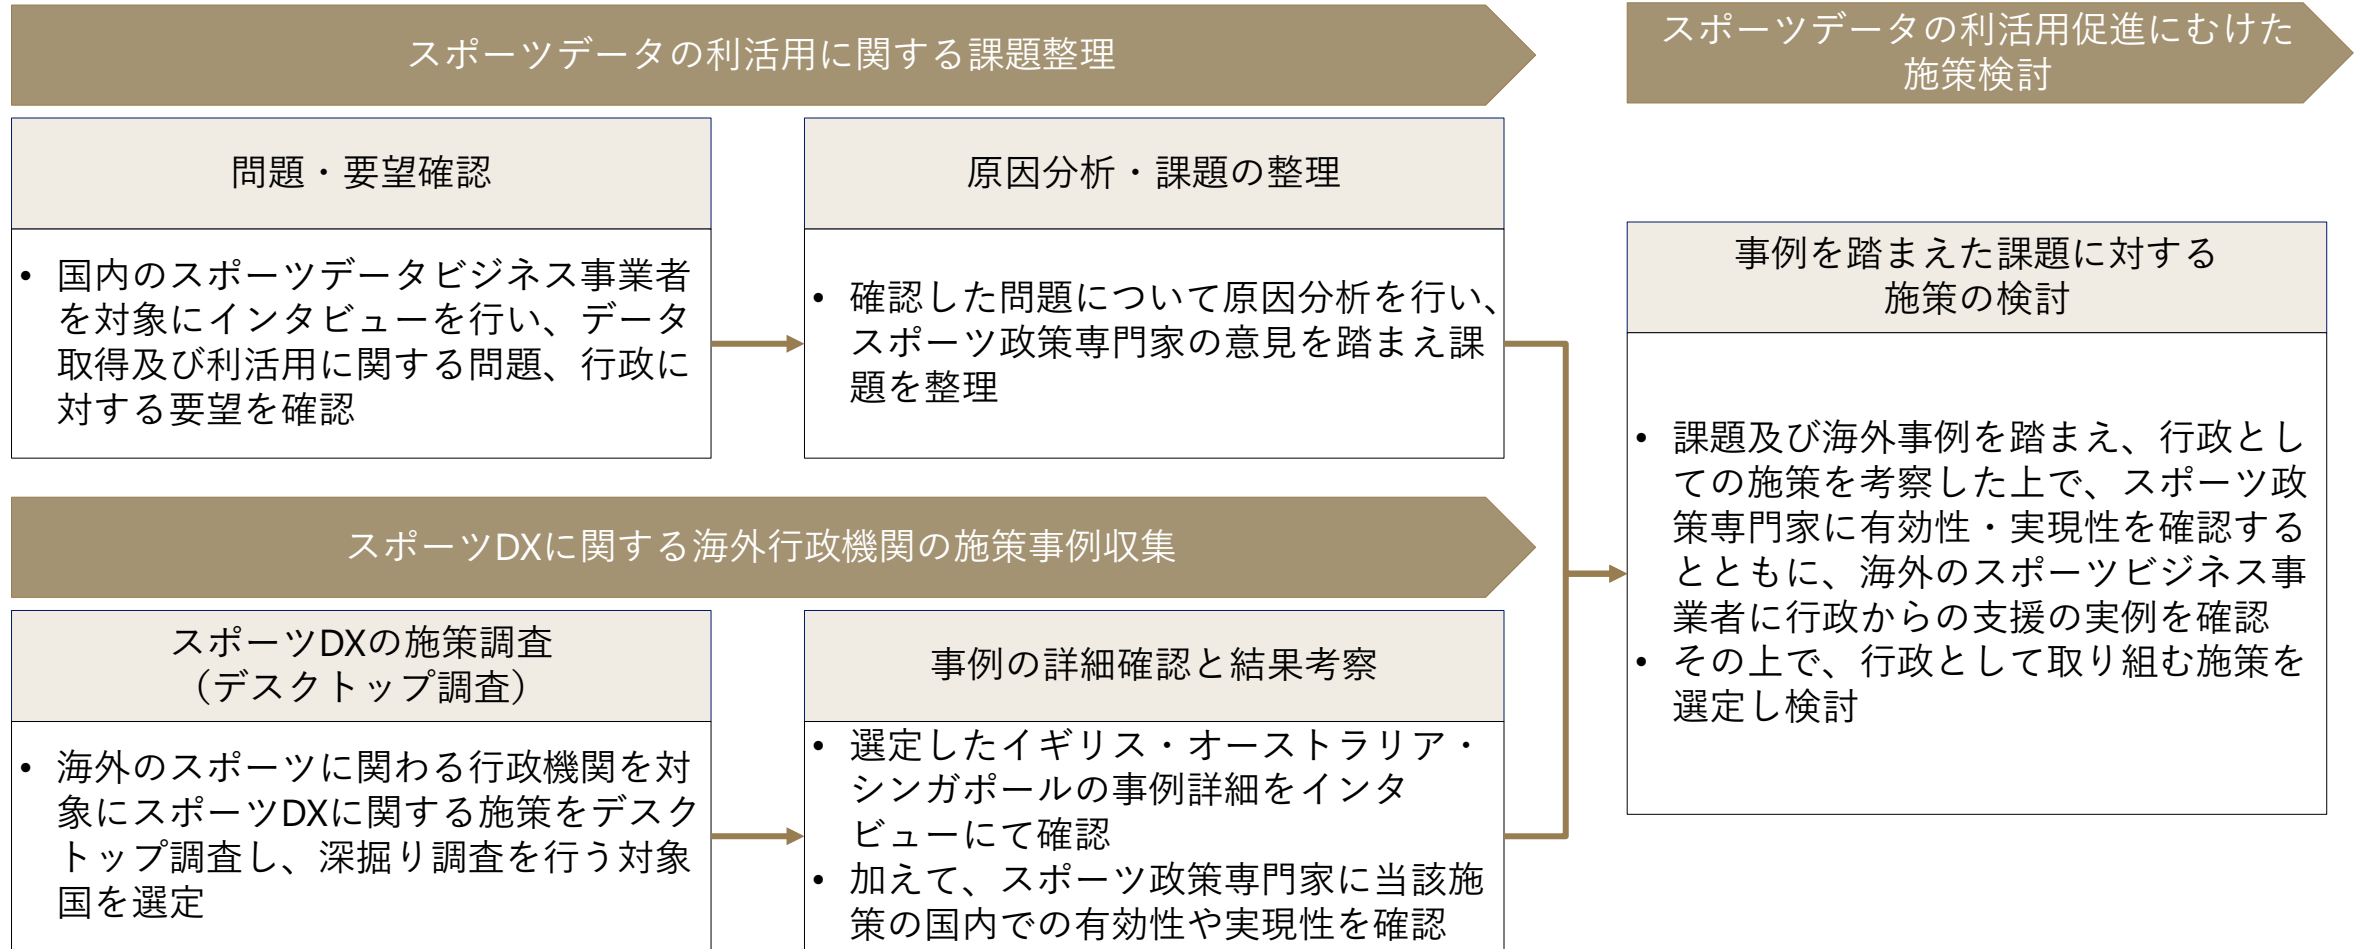 スポーツデータの利活用に関する課題整理
問題・要望確認
• 国内のスポーツデータビジネス事業者
を対象にインタビューを行い、データ
取得及び利活用に関する問題、行政に
対する要望を確認
原因分析・課題の整理
• 確認した問題について原因分析を行い、
スポーツ政策専門家の意見を踏まえ課
題を整理
スポーツDXに関する海外行政機関の施策事例収集
スポーツDXの施策調査
（デスクトップ調査）
• 海外のスポーツに関わる行政機関を対
象にスポーツDXに関する施策をデスク
トップ調査し、深掘り調査を行う対象
国を選定
事例の詳細確認と結果考察
• 選定したイギリス・オーストラリア・
シンガポールの事例詳細をインタ
ビューにて確認
• 加えて、スポーツ政策専門家に当該施
策の国内での有効性や実現性を確認
スポーツデータの利活用促進にむけた
施策検討
事例を踏まえた課題に対する
施策の検討
• 課題及び海外事例を踏まえ、行政とし
ての施策を考察した上で、スポーツ政
策専門家に有効性・実現性を確認する
とともに、海外のスポーツビジネス事
業者に行政からの支援の実例を確認
• その上で、行政として取り組む施策を
選定し検討